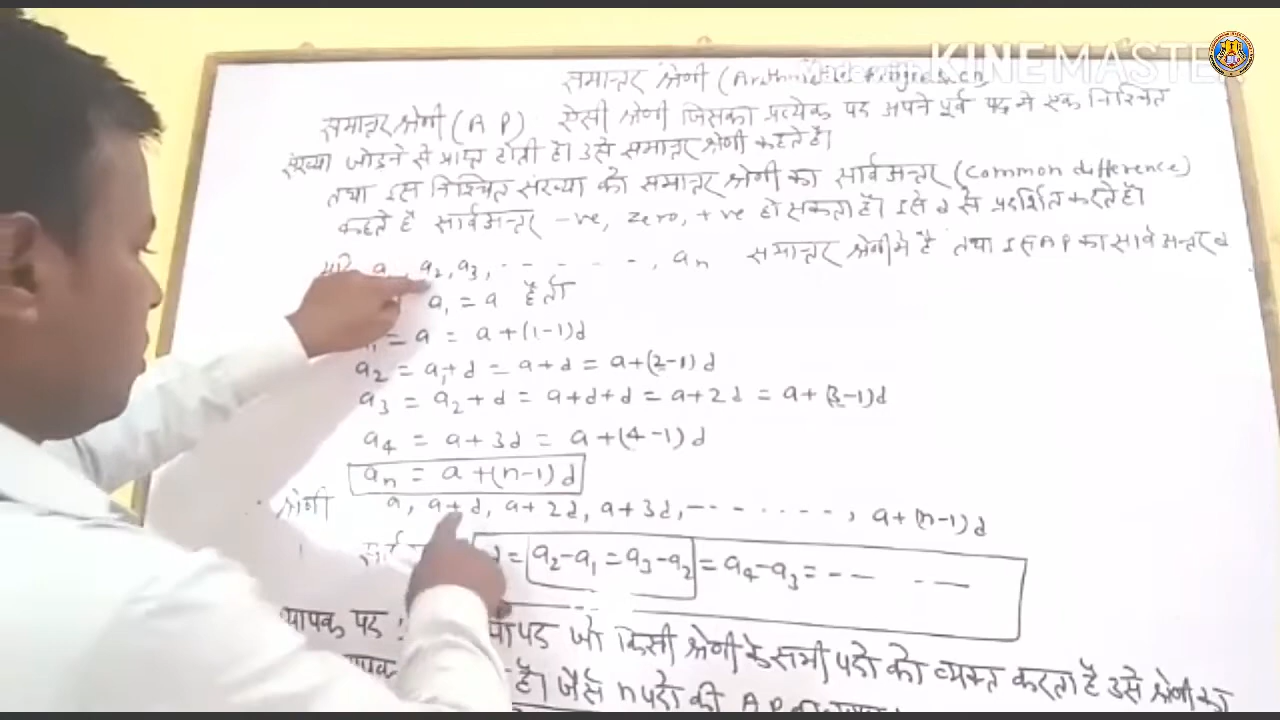 KINEMASTER
समान्तर श्रेणी (Arithmetic Progression)
समान्तर श्रेणी (A P) ऐसी श्रेणी जिसका प्रत्येक पद अपने पूर्व पद में एक निश्चित
संख्या जोड़ने से प्राप्त होती है। उसे समान्तर श्रेणी कहते है।
तथा इस निश्चित संख्या को समान्तर श्रेणी का सार्वअन्तर (Common difference)
कहते है सार्वअन्तर -ve, zero, +ve हो सकता है। इसे d से प्रदर्शित करते है।
a₂, a₃, - - - - - -, aₙ समान्तर श्रेणी में है तथा इस AP का सार्वअन्तर d
a₁ = a है तो
= a = a+(1-1)d
a₂ = a₁+d = a+d = a+(2-1)d
a₃ = a₂+d = a+d+d = a+2d = a+(3-1)d
a₄ = a+3d = a+(4-1)d
aₙ = a+(n-1)d
श्रेणी a, a+d, a+2d, a+3d, - - - - - - -, a+(n-1)d
d = a₂-a₁ = a₃-a₂ = a₄-a₃ = - - - -
व्यापक पद : पद जो किसी श्रेणी के सभी पदों को व्यक्त करता है उसे श्रेणी का
है। जैसे n पदों की A P